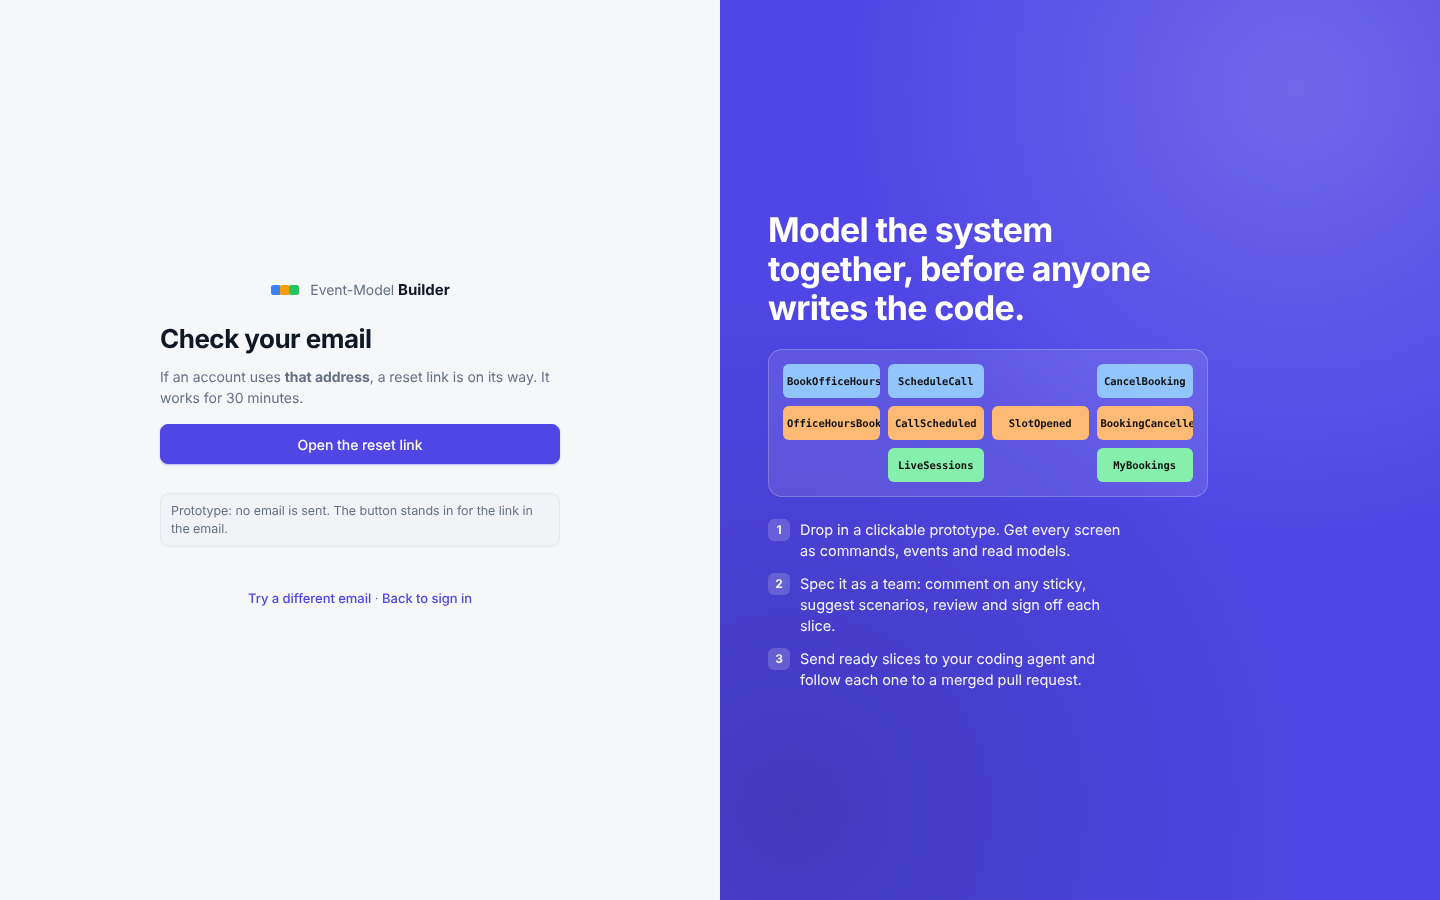 Event-Model Builder
Check your email
If an account uses that address, a reset link is on its way. It
works for 30 minutes.
Open the reset link
Prototype: no email is sent. The button stands in for the link in
the email.
Try a different email · Back to sign in
Model the system
together, before anyone
writes the code.
BookOfficeHours ScheduleCall CancelBooking
OfficeHoursBook CallScheduled SlotOpened BookingCancelle
LiveSessions MyBookings
1 Drop in a clickable prototype. Get every screen
as commands, events and read models.
2 Spec it as a team: comment on any sticky,
suggest scenarios, review and sign off each
slice.
3 Send ready slices to your coding agent and
follow each one to a merged pull request.